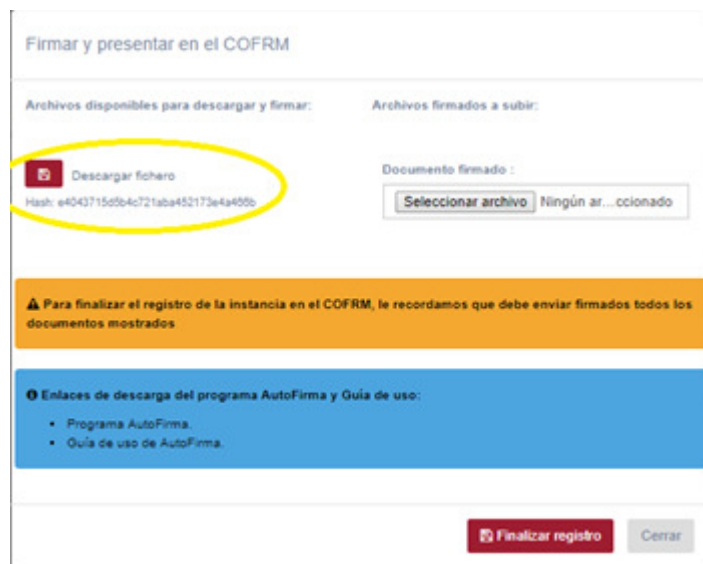 Firmar y presentar en el COFRM
Archivos disponibles para descargar y firmar:
Descargar fichero
Hash: e4043715d5b4c721aba452173e4a466b
Archivos firmados a subir:
Documento firmado :
Seleccionar archivo Ningún ar...ccionado
Para finalizar el registro de la instancia en el COFRM, le recordamos que debe enviar firmados todos los
documentos mostrados
Enlaces de descarga del programa AutoFirma y Guía de uso:
Programa AutoFirma.
Guía de uso de AutoFirma.
Finalizar registro
Cerrar